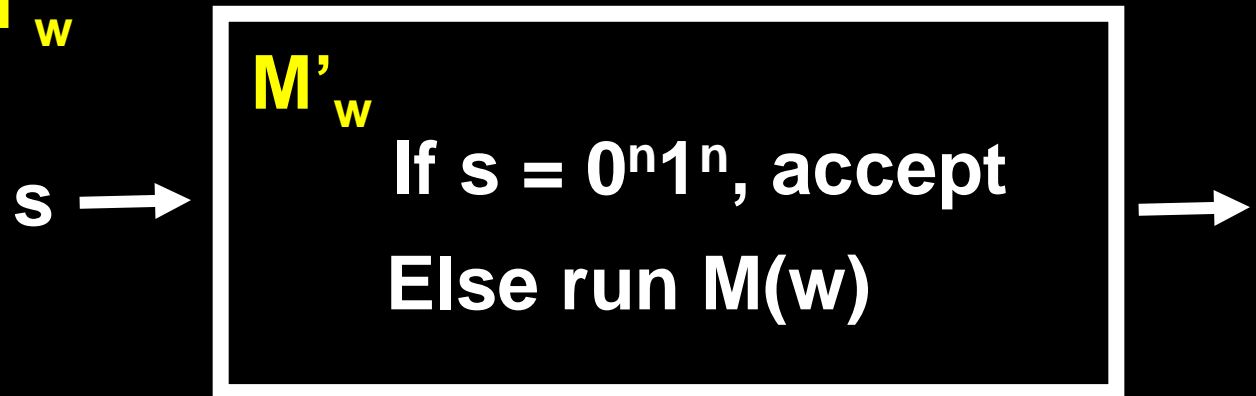 w
M’w
If s = 0ⁿ1ⁿ, accept
s
Else run M(w)